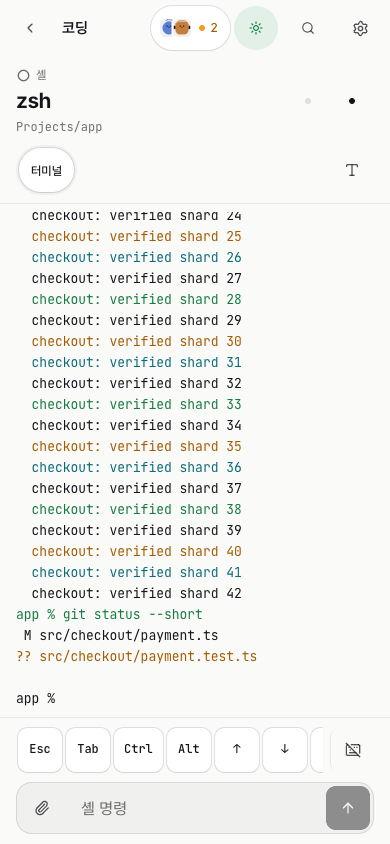 코딩
2
셸
zsh
Projects/app
터미널
checkout: verified shard 24
checkout: verified shard 25
checkout: verified shard 26
checkout: verified shard 27
checkout: verified shard 28
checkout: verified shard 29
checkout: verified shard 30
checkout: verified shard 31
checkout: verified shard 32
checkout: verified shard 33
checkout: verified shard 34
checkout: verified shard 35
checkout: verified shard 36
checkout: verified shard 37
checkout: verified shard 38
checkout: verified shard 39
checkout: verified shard 40
checkout: verified shard 41
checkout: verified shard 42
app % git status --short
M src/checkout/payment.ts
?? src/checkout/payment.test.ts
app %
Esc Tab Ctrl Alt ↑ ↓
셸 명령